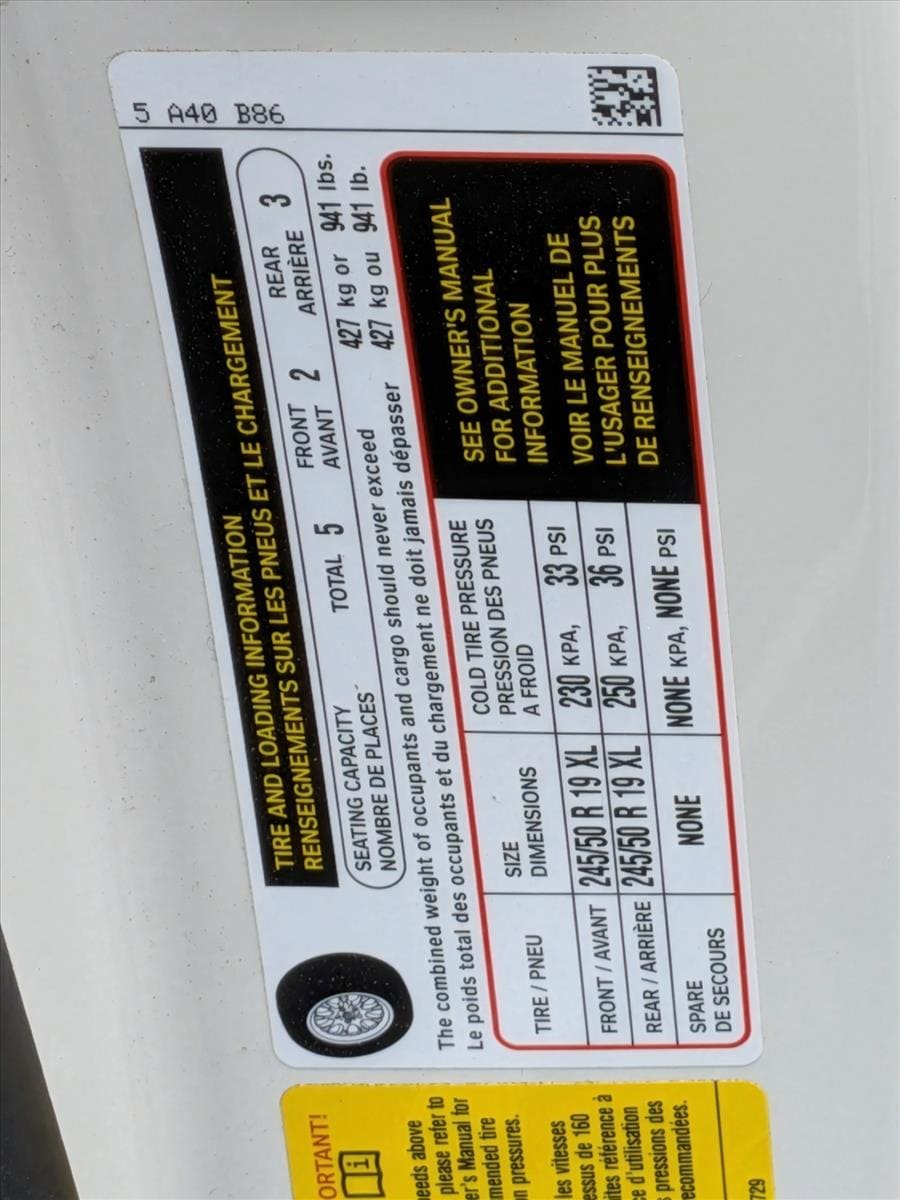 5 A40 B86
TIRE AND LOADING INFORMATION
RENSEIGNEMENTS SUR LES PNEUS ET LE CHARGEMENT
SEATING CAPACITY
NOMBRE DE PLACES
TOTAL 5
FRONT
AVANT
2
REAR
ARRIÈRE
3
The combined weight of occupants and cargo should never exceed 427 kg or 941 lbs.
Le poids total des occupants et du chargement ne doit jamais dépasser 427 kg ou 941 lb.
TIRE / PNEU
SIZE
DIMENSIONS
COLD TIRE PRESSURE
PRESSION DES PNEUS
A FROID
FRONT / AVANT 245/50 R 19 XL 230 KPA, 33 PSI
REAR / ARRIÈRE 245/50 R 19 XL 250 KPA, 36 PSI
SPARE
DE SECOURS
NONE NONE KPA, NONE PSI
SEE OWNER'S MANUAL
FOR ADDITIONAL
INFORMATION
VOIR LE MANUEL DE
L'USAGER POUR PLUS
DE RENSEIGNEMENTS
ORTANT!
i
eeds above
please refer to
er's Manual for
mended tire
n pressures.
les vitesses
essus de 160
ites référence à
ce d'utilisation
s pressions des
ecommandées.
729